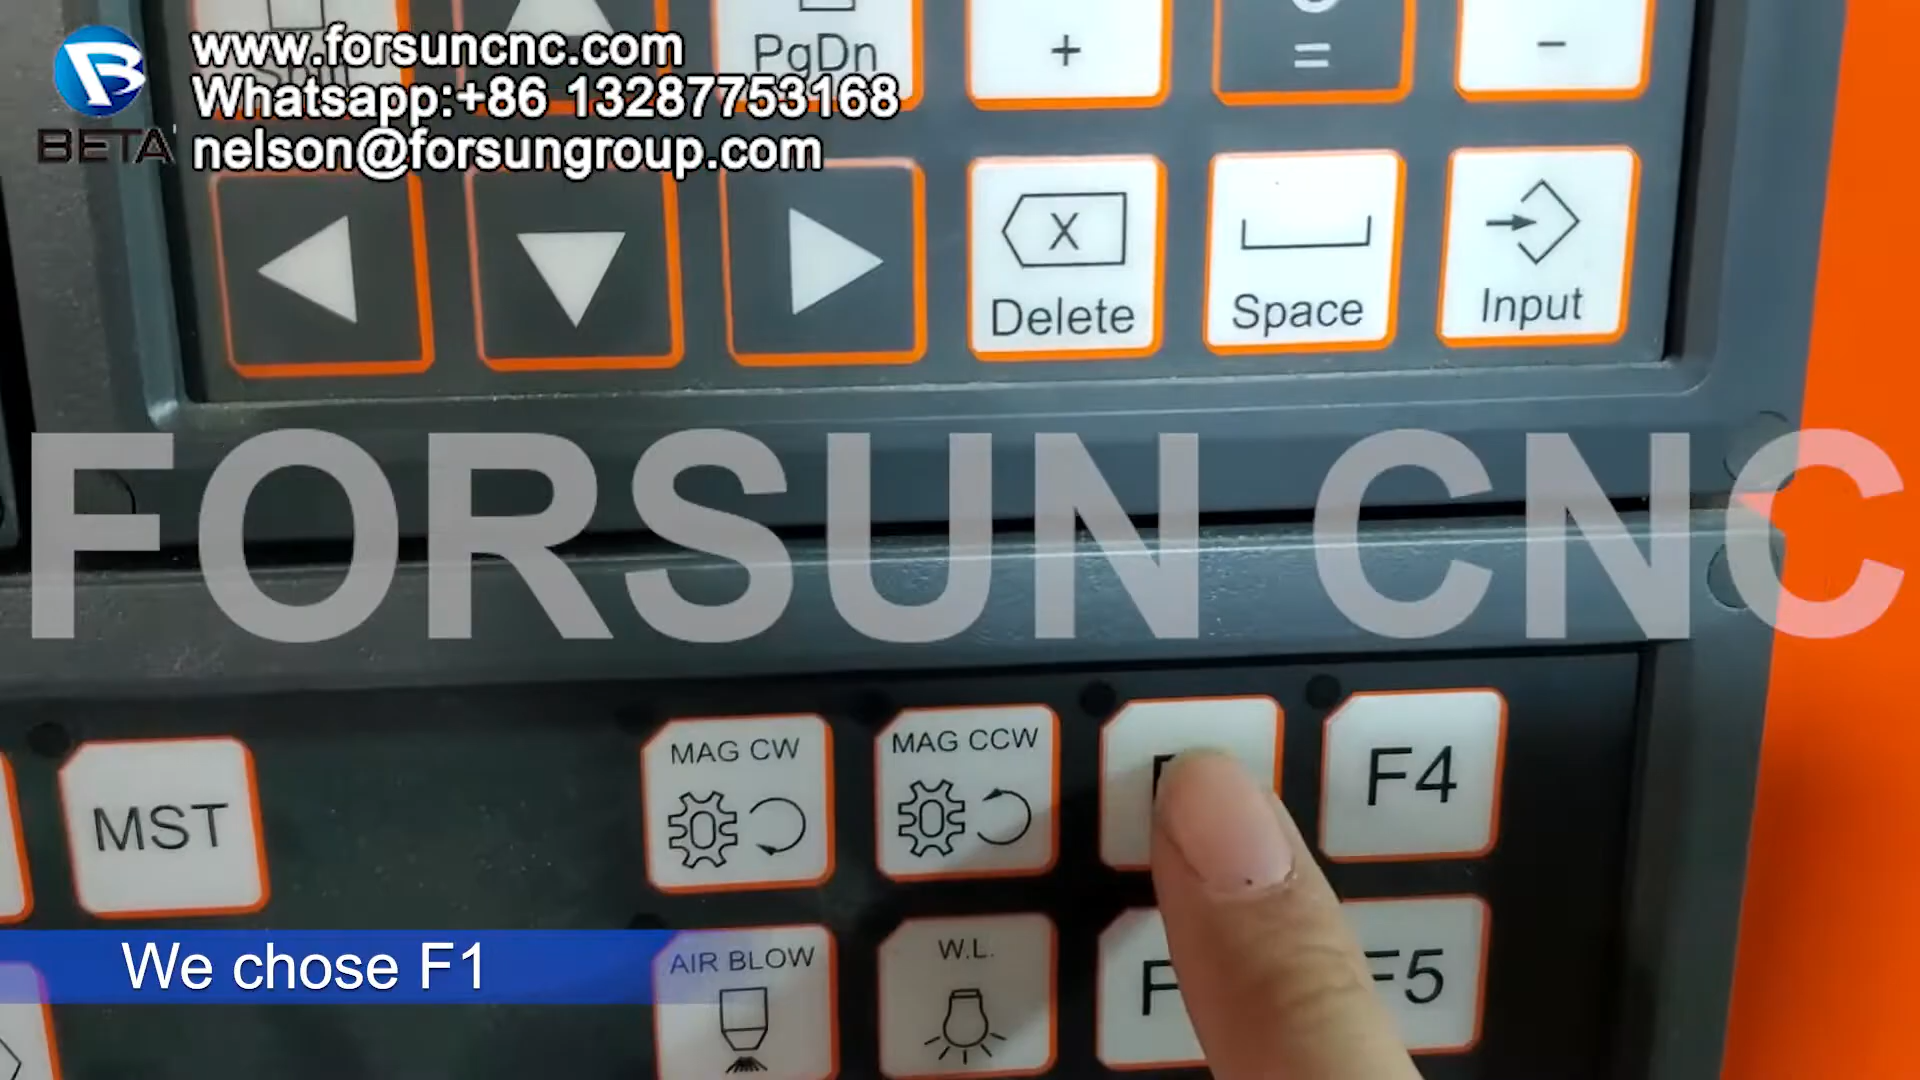 www.forsuncnc.com
Whatsapp:+86 13287753168
nelson@forsungroup.com
BETA
PgDn
+
=
-
X
Delete
Space
Input
FORSUN CNC
MAG CW
MAG CCW
F4
MST
AIR BLOW
W.L.
F5
We chose F1